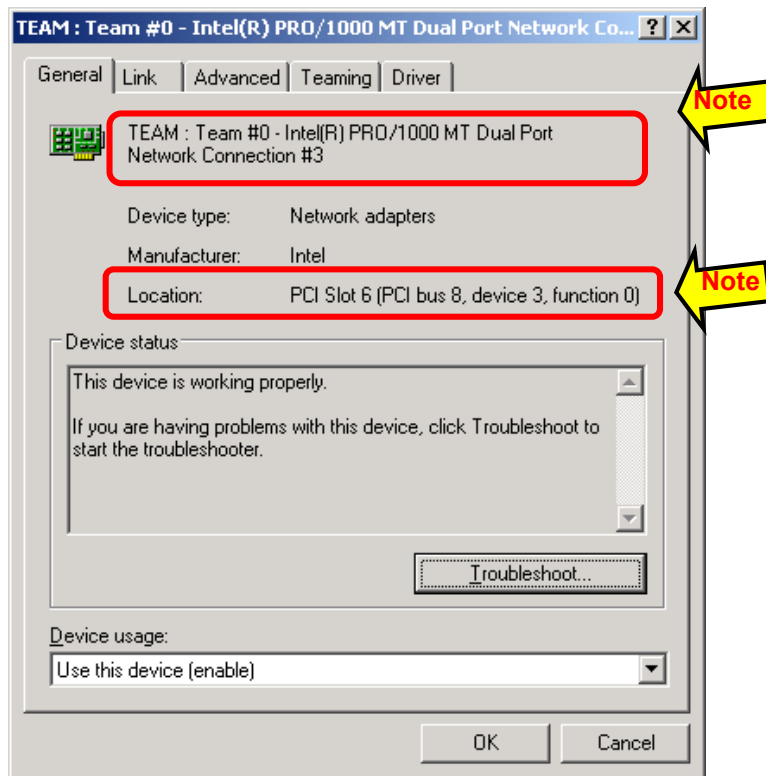 TEAM : Team #0 - Intel(R) PRO/1000 MT Dual Port Network Co...
General Link Advanced Teaming Driver
Note
TEAM : Team #0 - Intel(R) PRO/1000 MT Dual Port
Network Connection #3
Device type: Network adapters
Manufacturer: Intel
Note
Location: PCI Slot 6 (PCI bus 8, device 3, function 0)
Device status
This device is working properly.
If you are having problems with this device, click Troubleshoot to
start the troubleshooter.
Troubleshoot...
Device usage:
Use this device (enable)
OK Cancel